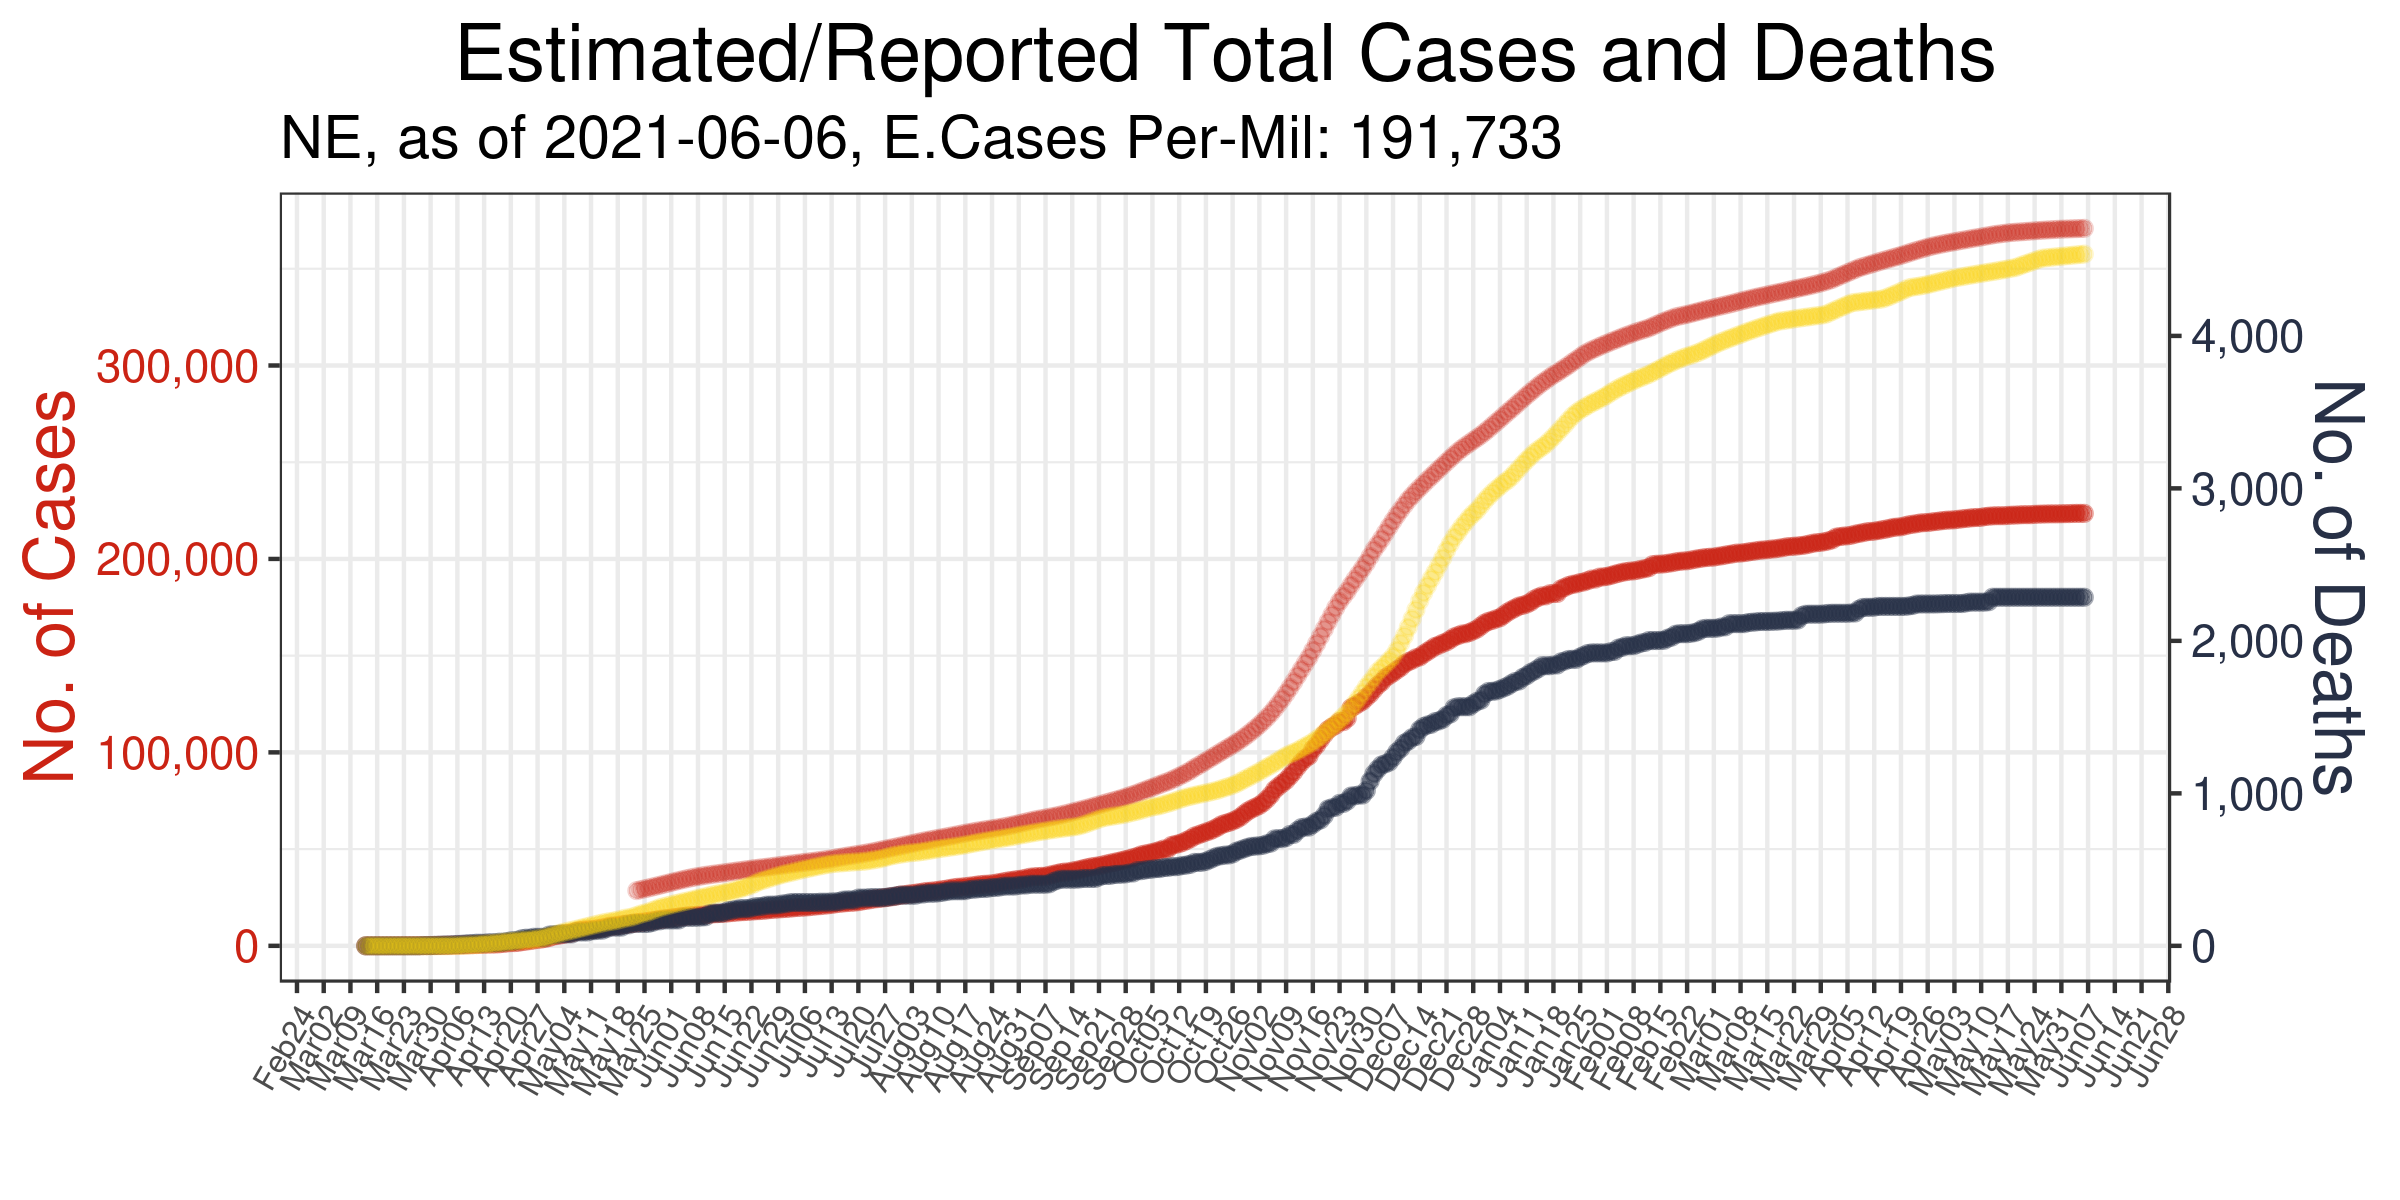 Estimated/Reported Total Cases and Deaths
NE, as of 2021-06-06, E.Cases Per-Mil: 191,733
No. of Cases
300,000
200,000
100,000
0
4,000
3,000
2,000
1,000
0
No. of Deaths
Feb24
Mar02
Mar09
Mar16
Mar23
Mar30
Apr06
Apr13
Apr20
Apr27
May04
May11
May18
May25
Jun01
Jun08
Jun15
Jun22
Jun29
Jul06
Jul13
Jul20
Jul27
Aug03
Aug10
Aug17
Aug24
Aug31
Sep07
Sep14
Sep21
Sep28
Oct05
Oct12
Oct19
Oct26
Nov02
Nov09
Nov16
Nov23
Nov30
Dec07
Dec14
Dec21
Dec28
Jan04
Jan11
Jan18
Jan25
Feb01
Feb08
Feb15
Feb22
Mar01
Mar08
Mar15
Mar22
Mar29
Apr05
Apr12
Apr19
Apr26
May03
May10
May17
May24
May31
Jun07
Jun14
Jun21
Jun28